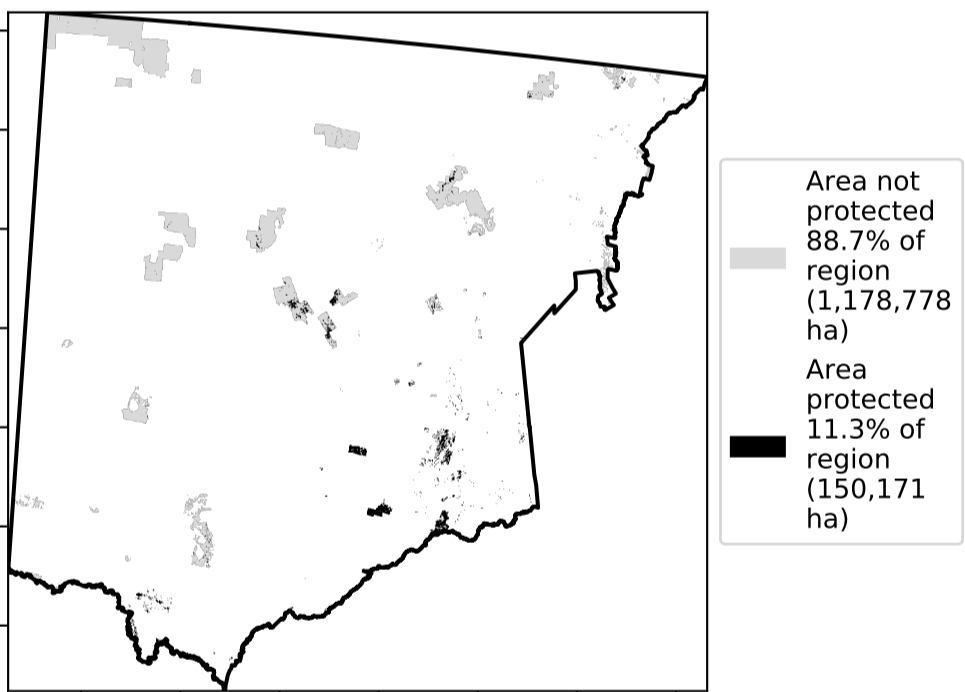 Area not
protected
88.7% of
region
(1,178,778
ha)
Area
protected
11.3% of
region
(150,171
ha)